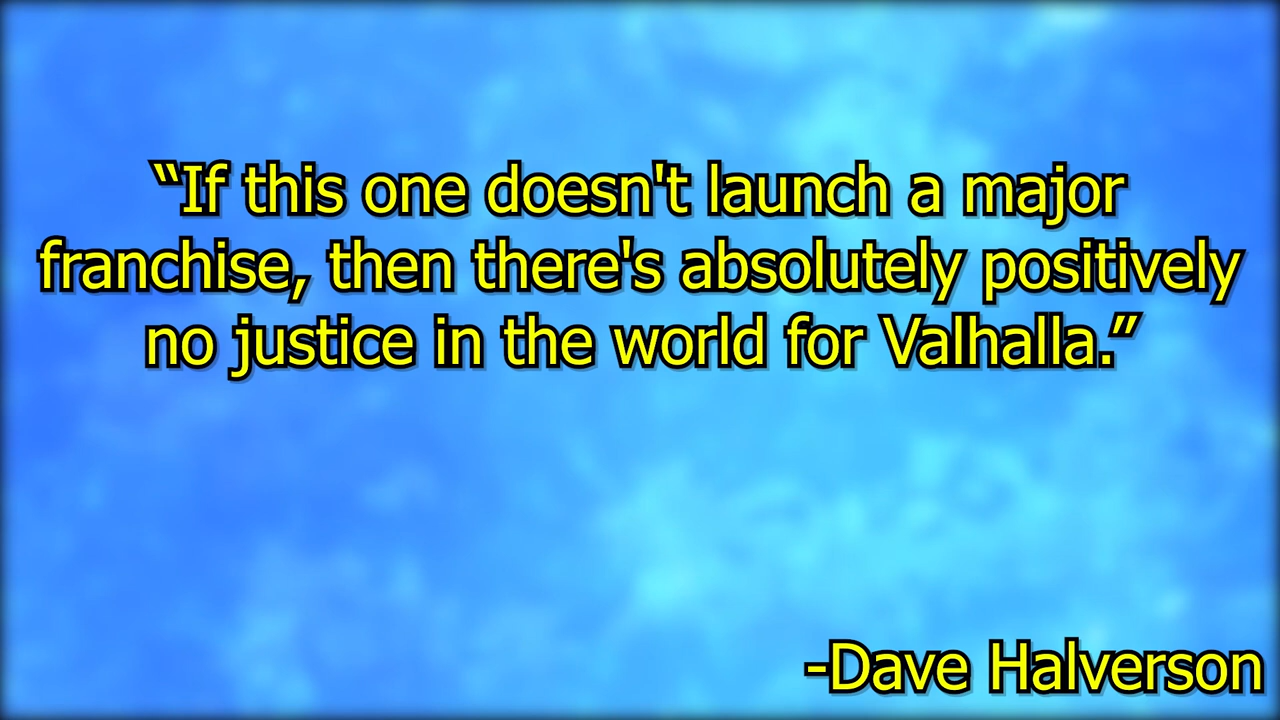 “If this one doesn't launch a major
franchise, then there's absolutely positively
no justice in the world for Valhalla.”
-Dave Halverson